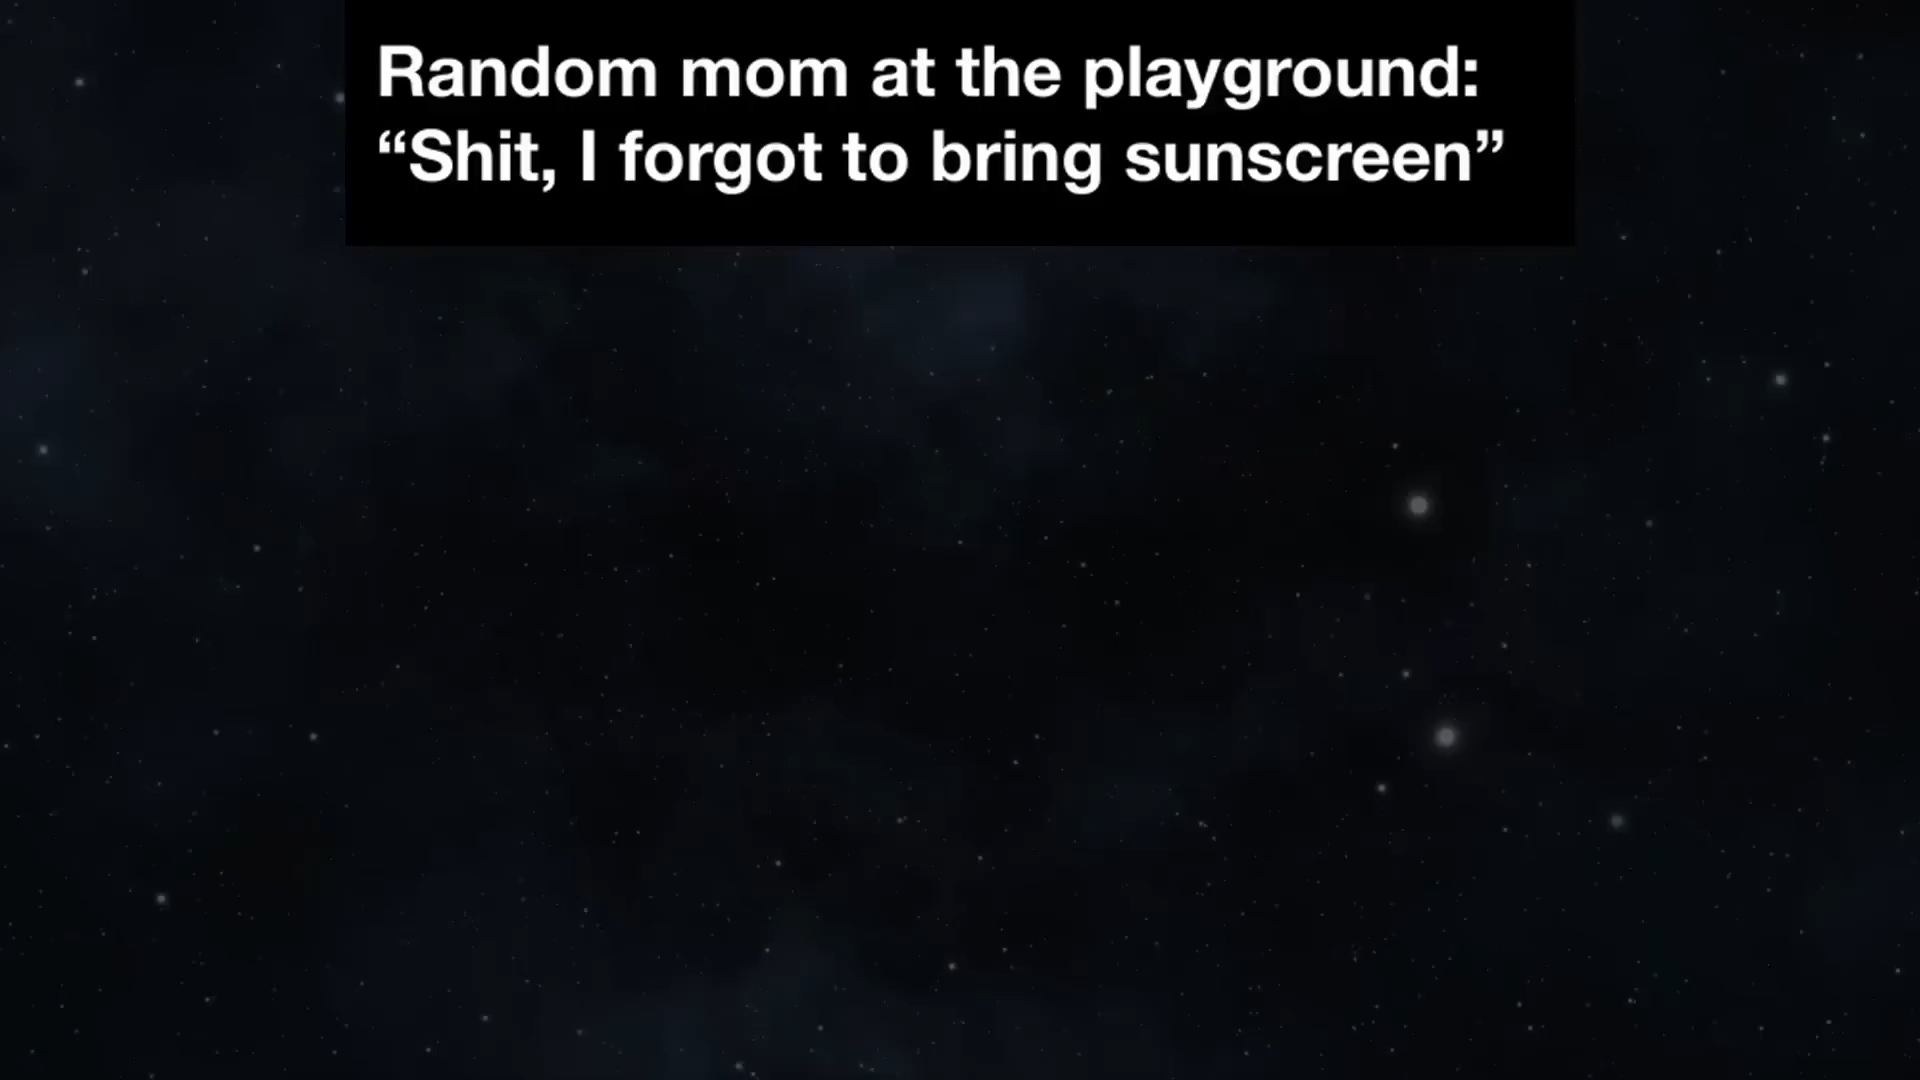 Random mom at the playground:
“Shit, I forgot to bring sunscreen”